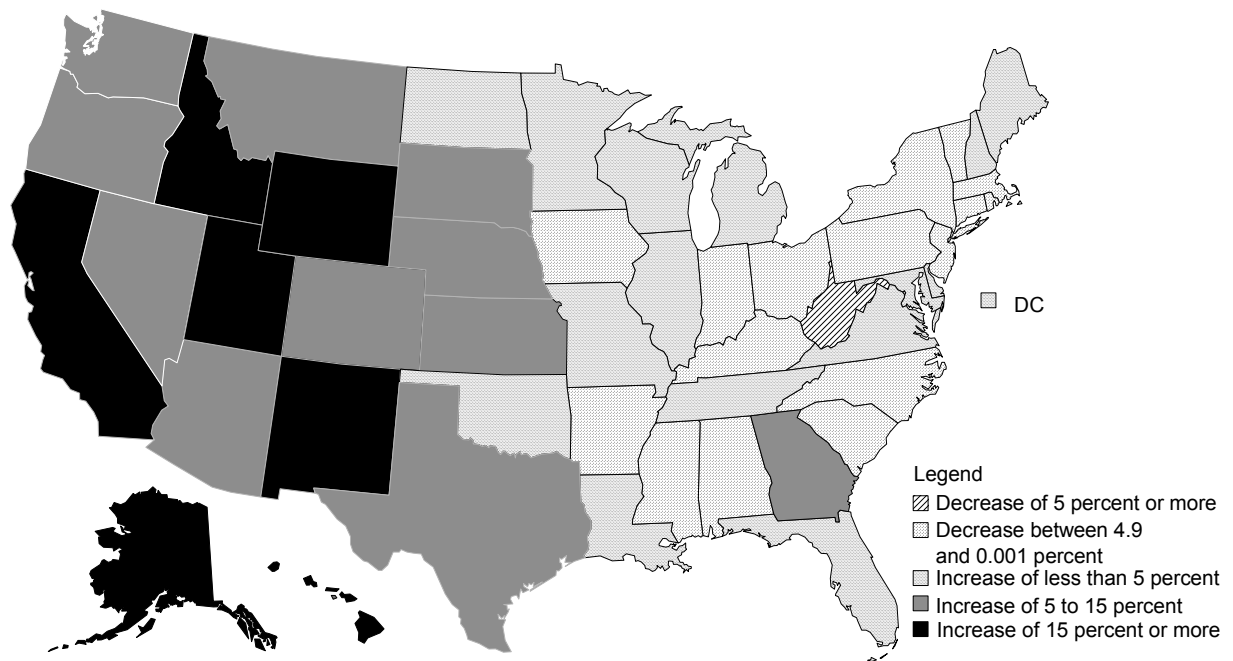 DC
Legend
Decrease of 5 percent or more
Decrease between 4.9
and 0.001 percent
Increase of less than 5 percent
Increase of 5 to 15 percent
Increase of 15 percent or more